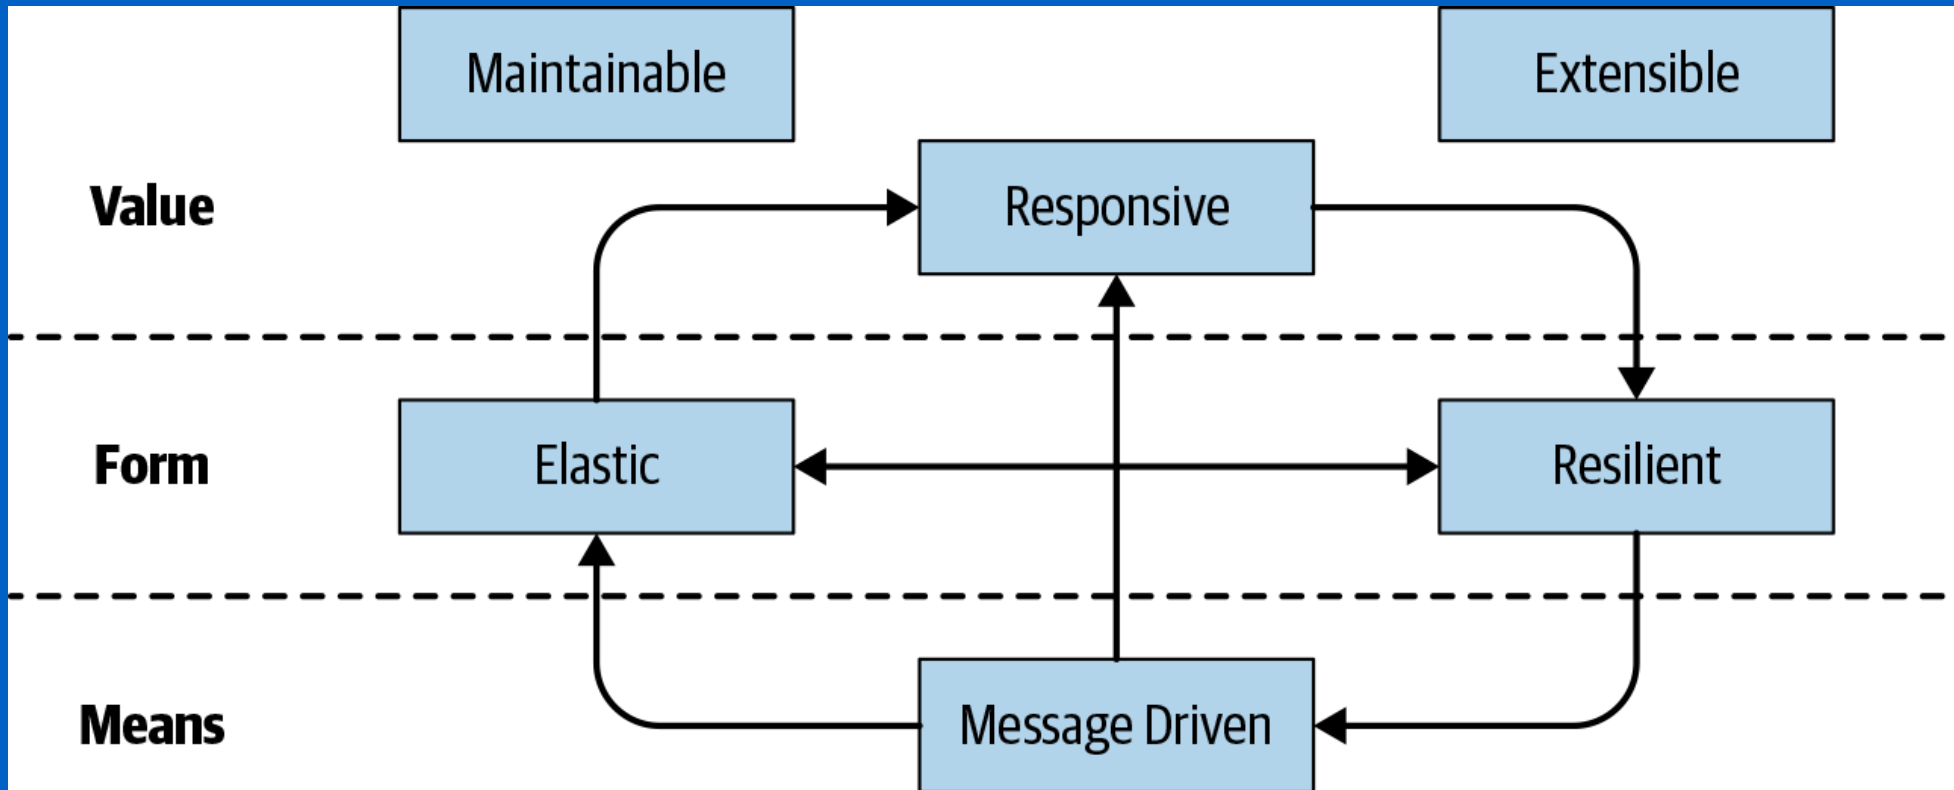 Maintainable
Extensible
Value
Responsive
Form
Elastic
Resilient
Means
Message Driven